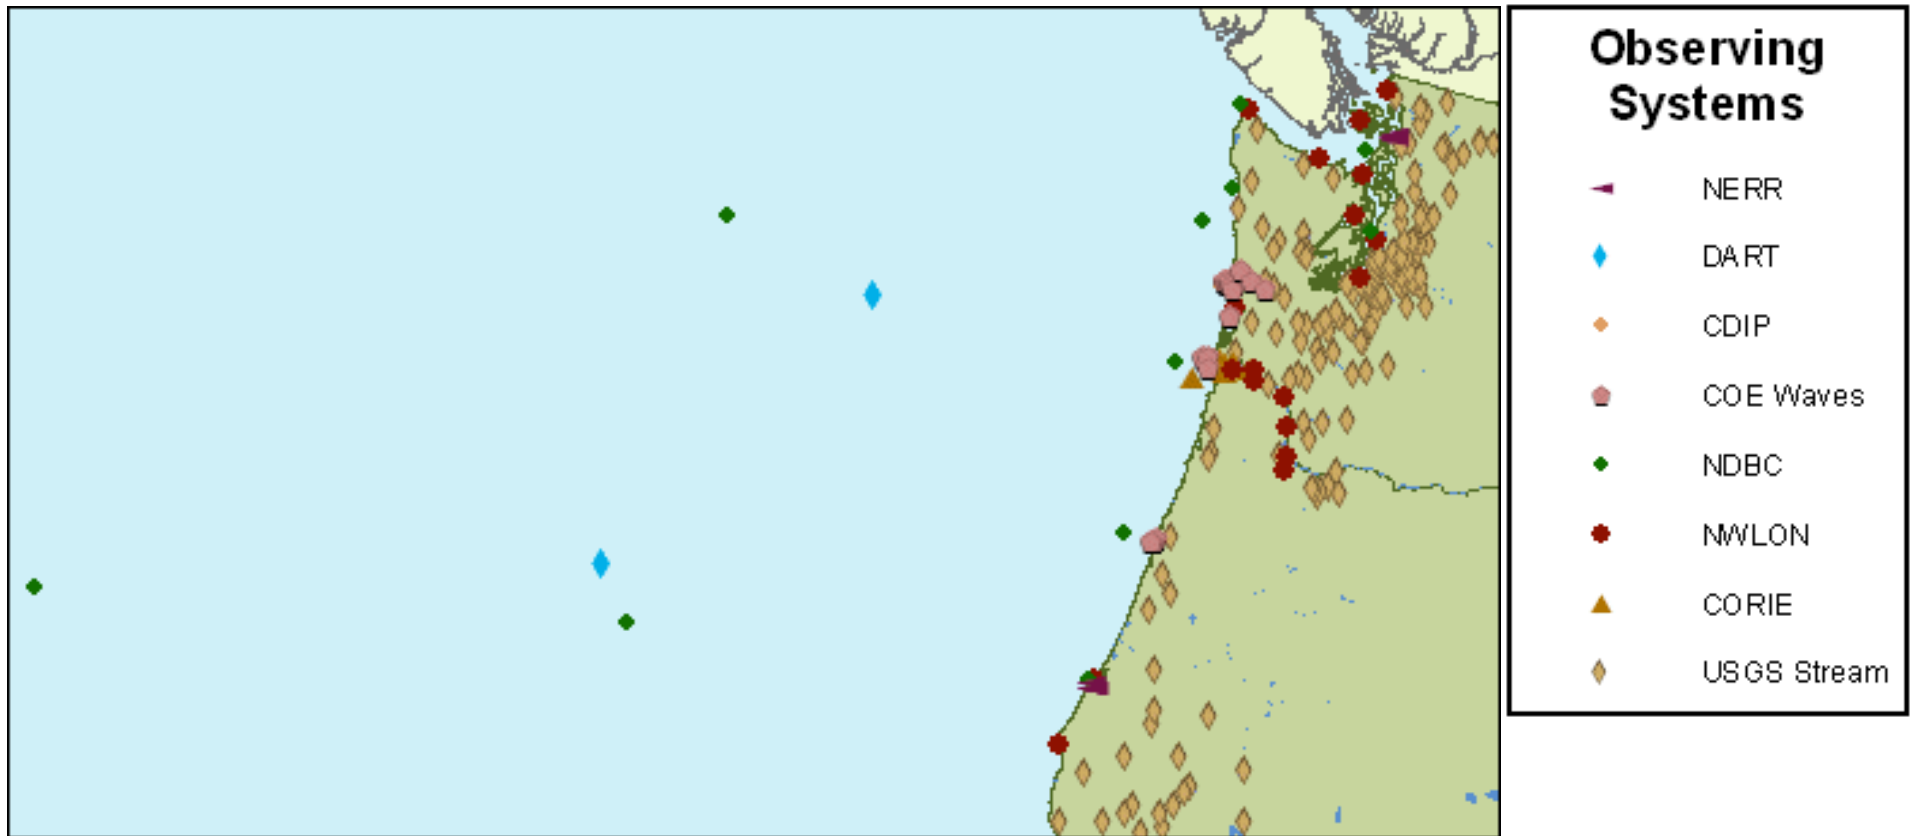 Observing
Systems
NERR
DART
CDIP
COE Waves
NDBC
NWLON
CORIE
USGS Stream